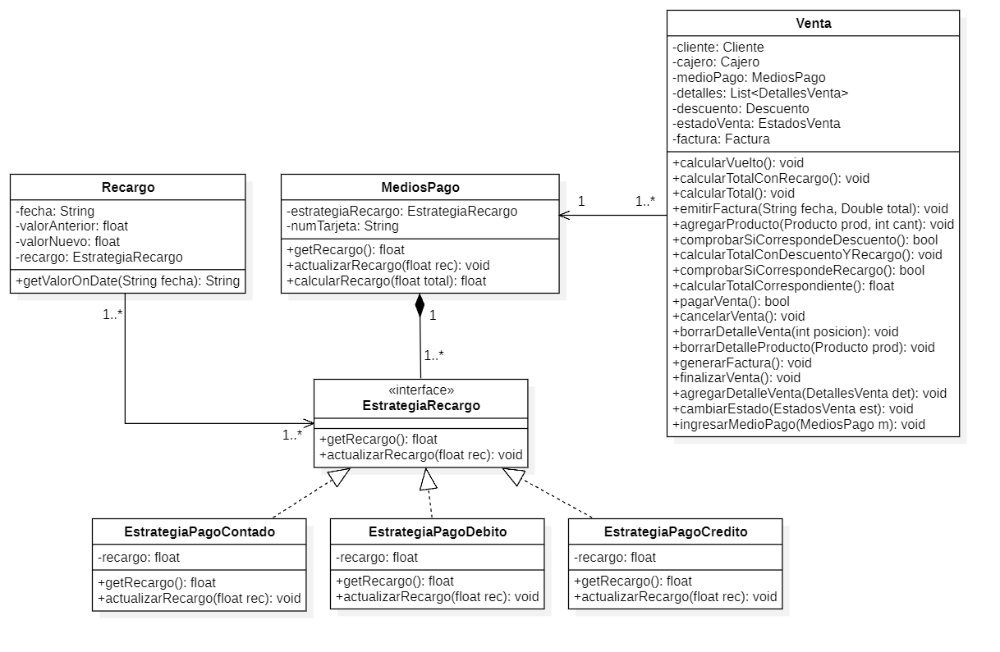 Venta
-cliente: Cliente
-cajero: Cajero
-medioPago: MediosPago
-detalles: List<DetallesVenta>
-descuento: Descuento
-estadoVenta: EstadosVenta
-factura: Factura
+calcularVuelto(): void
+calcularTotalConRecargo(): void
+calcularTotal(): void
+emitirFactura(String fecha, Double total): void
+agregarProducto(Producto prod, int cant): void
+comprobarSiCorrespondeDescuento(): bool
+calcularTotalConDescuentoYRecargo(): void
+comprobarSiCorrespondeRecargo(): bool
+calcularTotalCorrespondiente(): float
+pagarVenta(): bool
+cancelarVenta(): void
+borrarDetalleVenta(int posicion): void
+borrarDetalleProducto(Producto prod): void
+generarFactura(): void
+finalizarVenta(): void
+agregarDetalleVenta(DetallesVenta det): void
+cambiarEstado(EstadosVenta est): void
+ingresarMedioPago(MediosPago m): void
Recargo
-fecha: String
-valorAnterior: float
-valorNuevo: float
-recargo: EstrategiaRecargo
+getValorOnDate(String fecha): String
MediosPago
-estrategiaRecargo: EstrategiaRecargo
-numTarjeta: String
+getRecargo(): float
+actualizarRecargo(float rec): void
+calcularRecargo(float total): float
1
1..*
1..*
1
1..*
1..*
«interface»
EstrategiaRecargo
+getRecargo(): float
+actualizarRecargo(float rec): void
EstrategiaPagoContado
-recargo: float
+getRecargo(): float
+actualizarRecargo(float rec): void
EstrategiaPagoDebito
-recargo: float
+getRecargo(): float
+actualizarRecargo(float rec): void
EstrategiaPagoCredito
-recargo: float
+getRecargo(): float
+actualizarRecargo(float rec): void